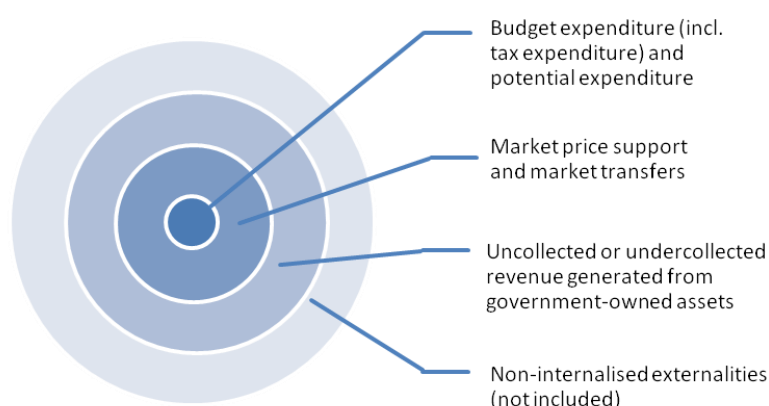 Budget expenditure (incl.
tax expenditure) and
potential expenditure
Market price support
and market transfers
Uncollected or undercollected
revenue generated from
government-owned assets
Non-internalised externalities
(not included)